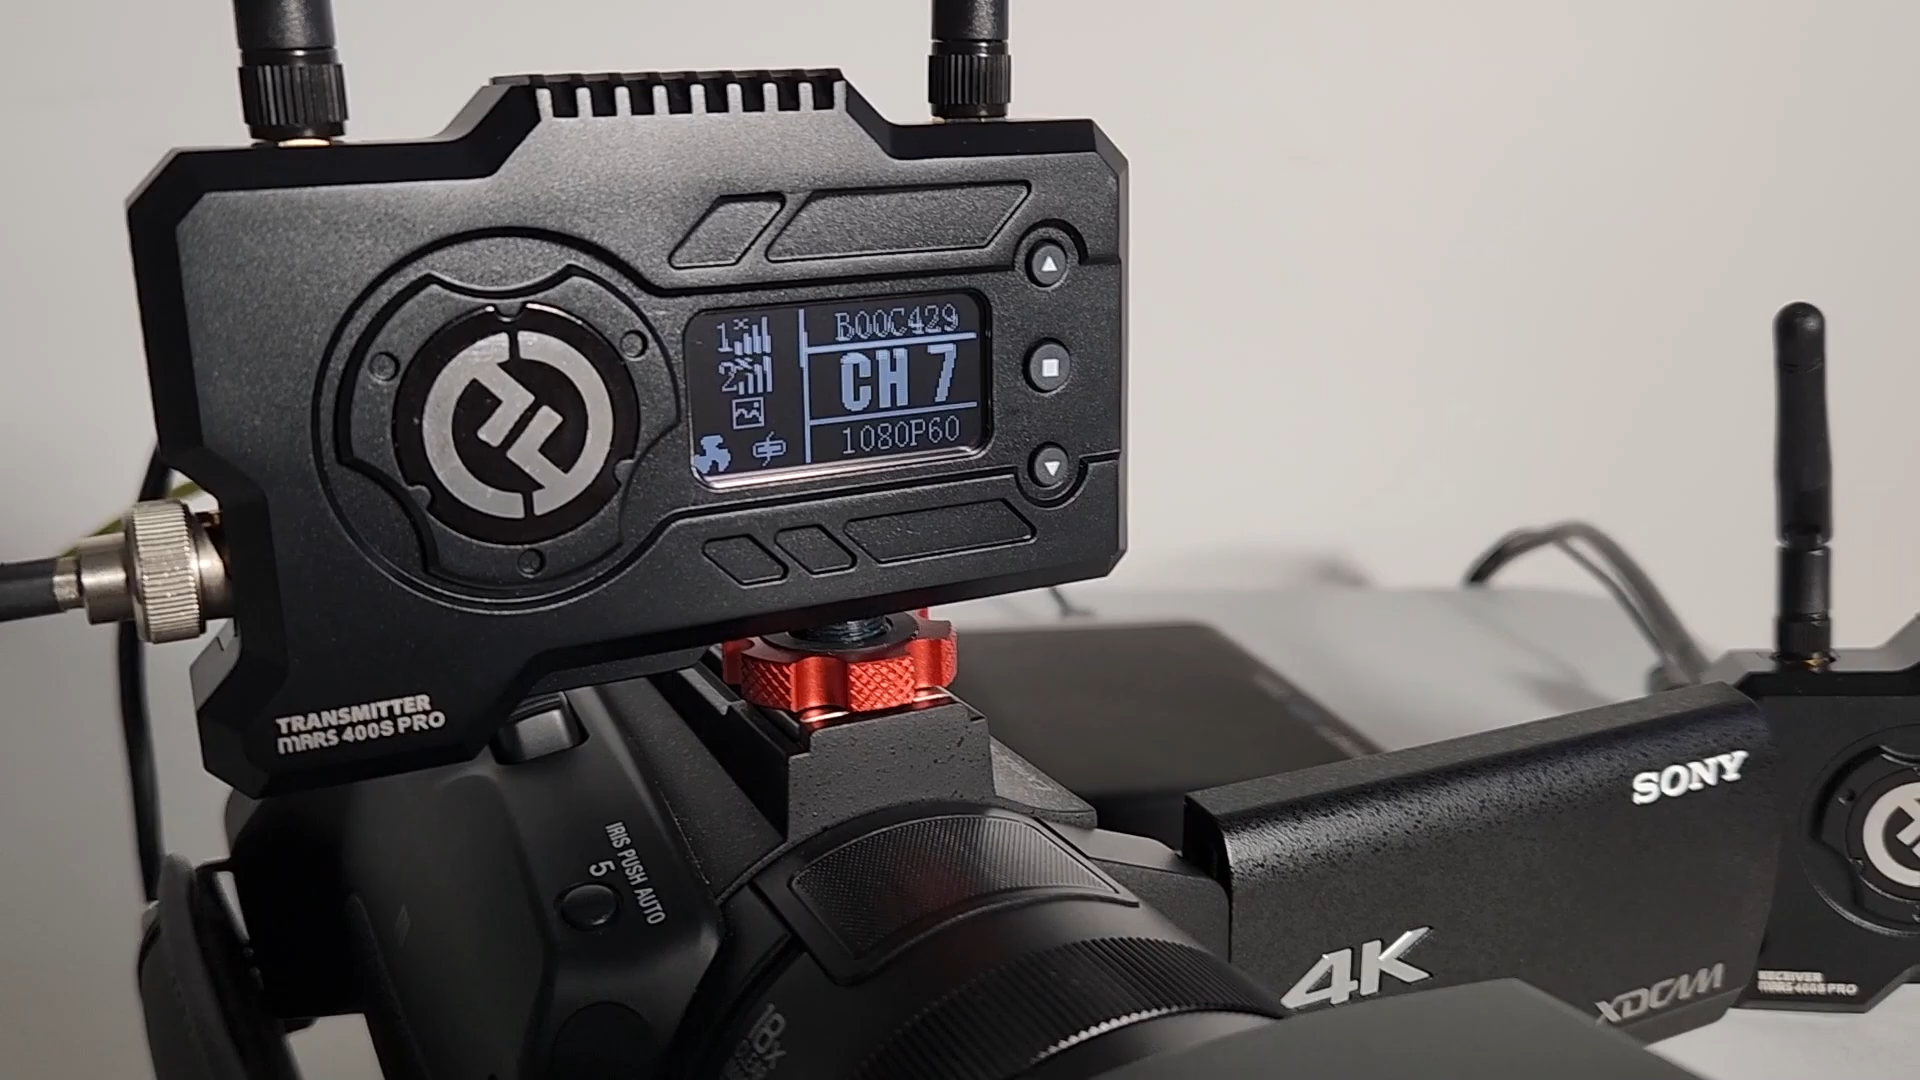 1
B00C429
2
CH 7
1080P60
TRANSMITTER
MARS 400S PRO
IRIS PUSH AUTO
5
SONY
4K
XDCAM
18x
RECEIVER
MARS 400S PRO